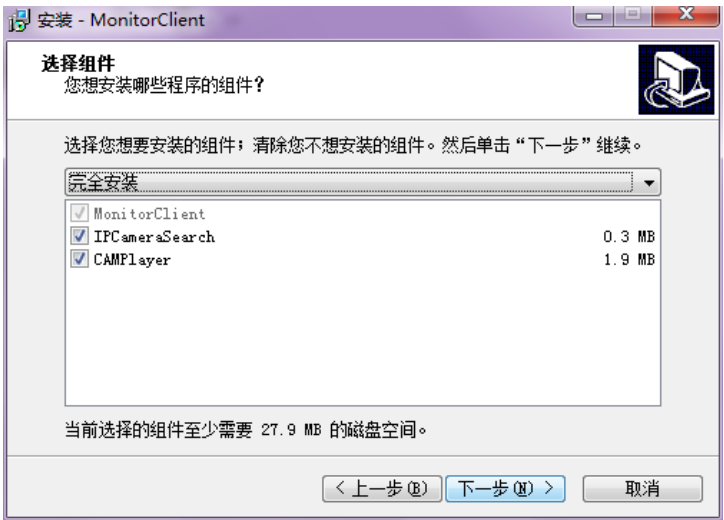 安装 - MonitorClient
选择组件
您想安装哪些程序的组件?
选择您想要安装的组件；清除您不想安装的组件。然后单击“下一步”继续。
完全安装
MonitorClient
IPCameraSearch 0.3 MB
CAMPlayer 1.9 MB
当前选择的组件至少需要 27.9 MB 的磁盘空间。
< 上一步(B) 下一步(N) > 取消